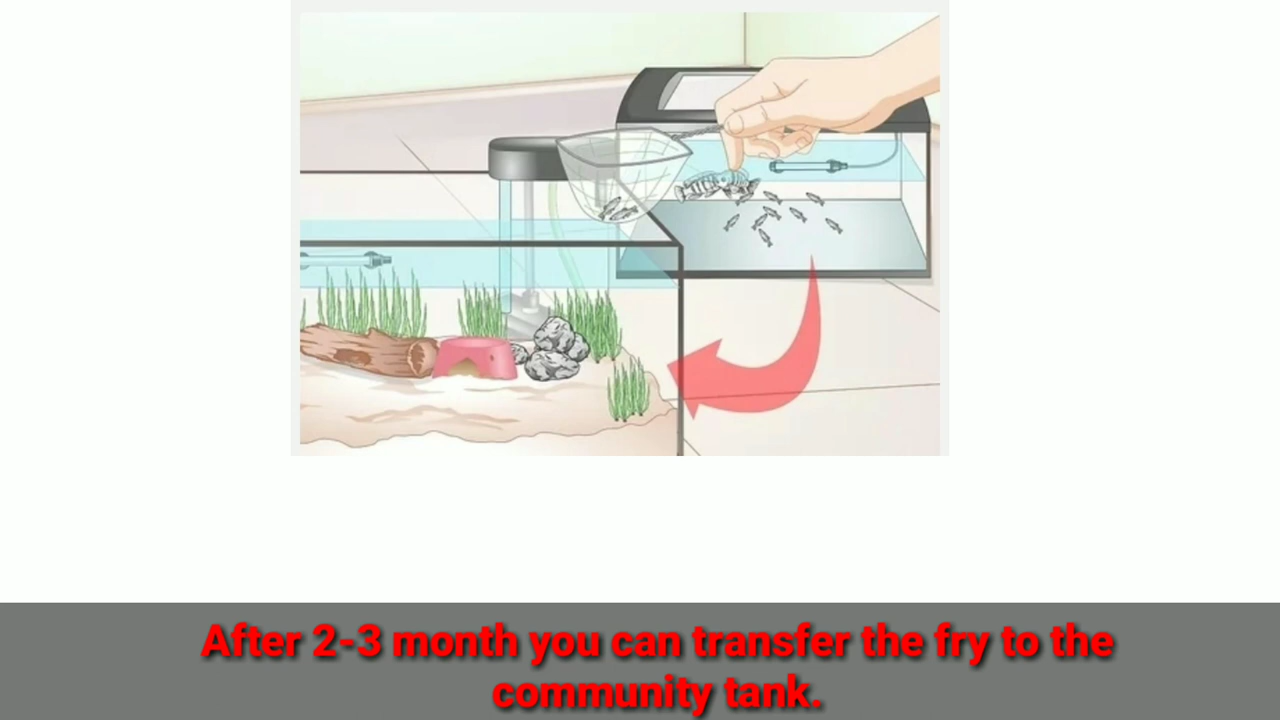 After 2-3 month you can transfer the fry to the
community tank.